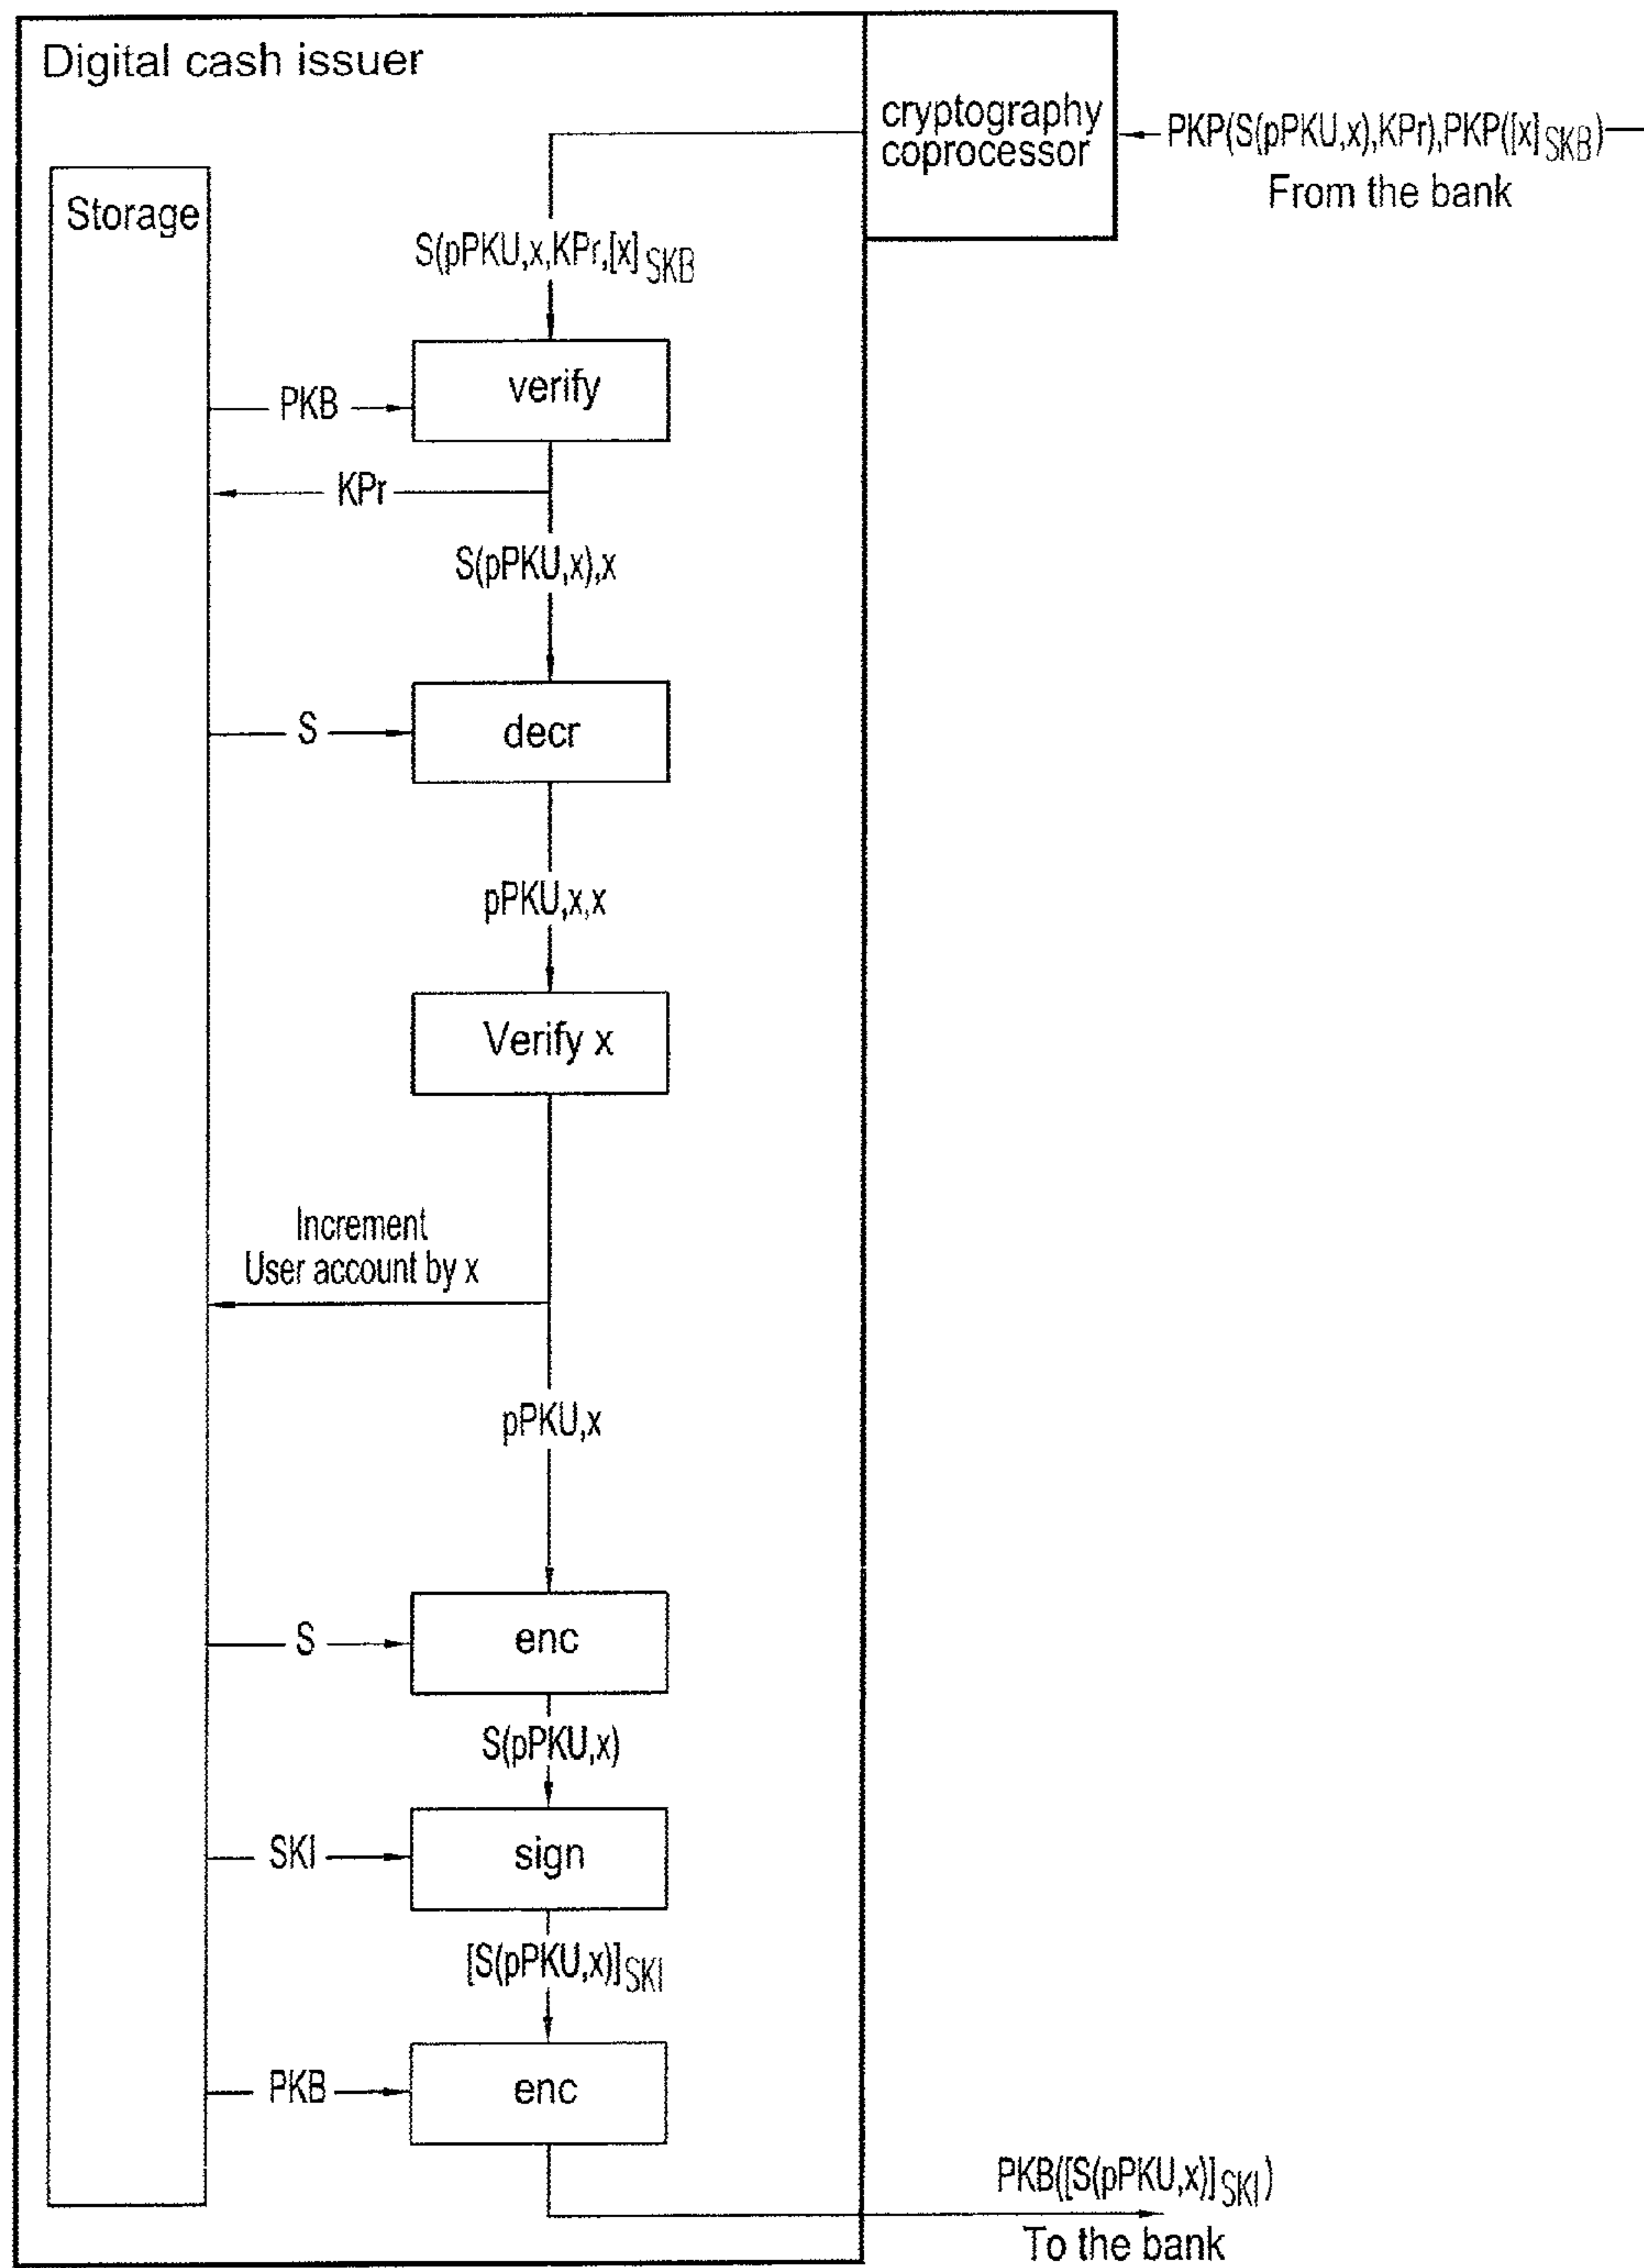 Digital cash issuer
cryptography
coprocessor
PKP(S(pPKU,x),KPr),PKP([x]SKB)
From the bank
Storage
S(pPKU,x,KPr,[x]SKB
verify
PKB
KPr
S(pPKU,x),x
S
decr
pPKU,x,x
Verify x
Increment
User account by x
pPKU,x
S
enc
S(pPKU,x)
SKI
sign
[S(pPKU,x)]SKI
PKB
enc
PKB([S(pPKU,x)]SKI)
To the bank